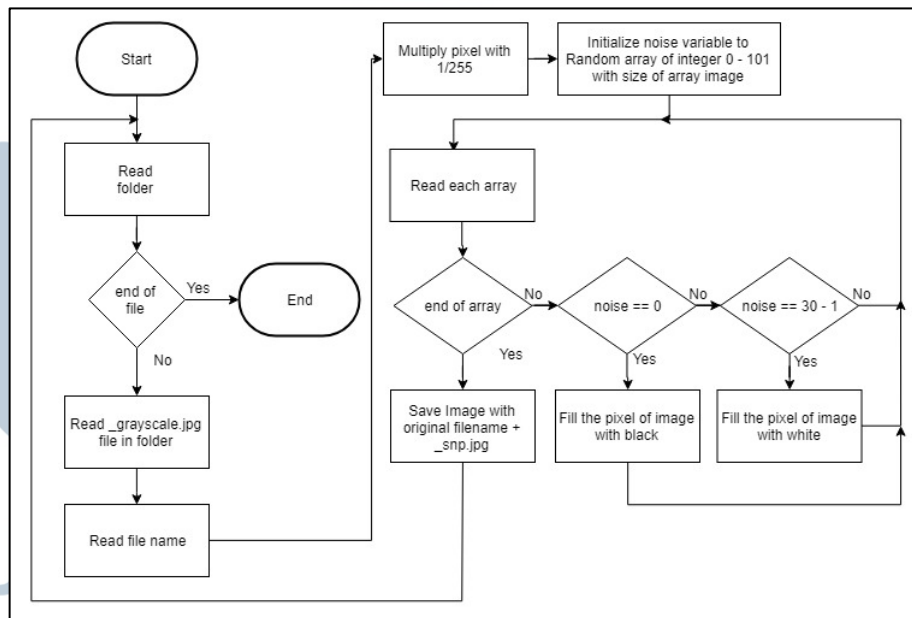 Start
Read
folder
end of
file
Yes
End
No
Read _grayscale.jpg
file in folder
Read file name
Multiply pixel with
1/255
Initialize noise variable to
Random array of integer 0 - 101
with size of array image
Read each array
end of array
No
noise == 0
No
noise == 30 - 1
No
Yes
Yes
Yes
Save Image with
original filename +
_snp.jpg
Fill the pixel of image
with black
Fill the pixel of image
with white